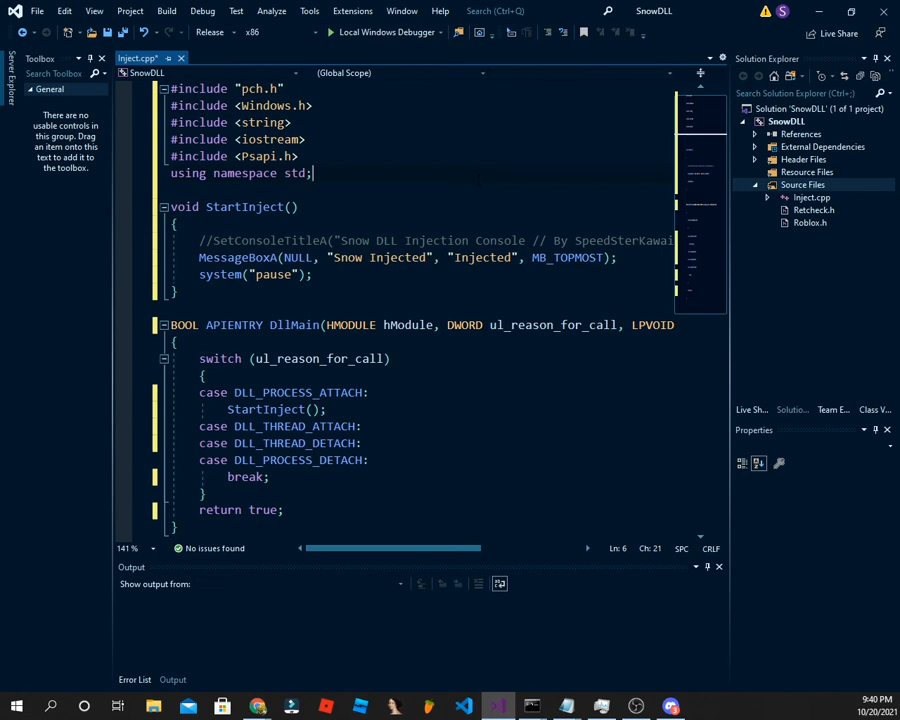 File Edit View Project Build Debug Test Analyze Tools Extensions Window Help Search (Ctrl+Q) SnowDLL S
Release x86 Local Windows Debugger Live Share
Server Explorer
Toolbox
Search Toolbox
General
There are
no usable
controls in
this group. Drag
an item onto this
text to add it to
the toolbox.
Inject.cpp*
SnowDLL (Global Scope)
#include "pch.h"
#include <Windows.h>
#include <string>
#include <iostream>
#include <Psapi.h>
using namespace std;
void StartInject()
{
//SetConsoleTitleA("Snow DLL Injection Console // By SpeedSterKawai
MessageBoxA(NULL, "Snow Injected", "Injected", MB_TOPMOST);
system("pause");
}
BOOL APIENTRY DllMain(HMODULE hModule, DWORD ul_reason_for_call, LPVOID
{
switch (ul_reason_for_call)
{
case DLL_PROCESS_ATTACH:
StartInject();
case DLL_THREAD_ATTACH:
case DLL_THREAD_DETACH:
case DLL_PROCESS_DETACH:
break;
}
return true;
}
141 % No issues found Ln: 6 Ch: 21 SPC CRLF
Output
Show output from:
Error List Output
Solution Explorer
Search Solution Explorer (Ctrl+;)
Solution 'SnowDLL' (1 of 1 project)
SnowDLL
References
External Dependencies
Header Files
Resource Files
Source Files
Inject.cpp
Retcheck.h
Roblox.h
Live Sh... Solutio... Team E... Class V...
Properties
9:40 PM
10/20/2021